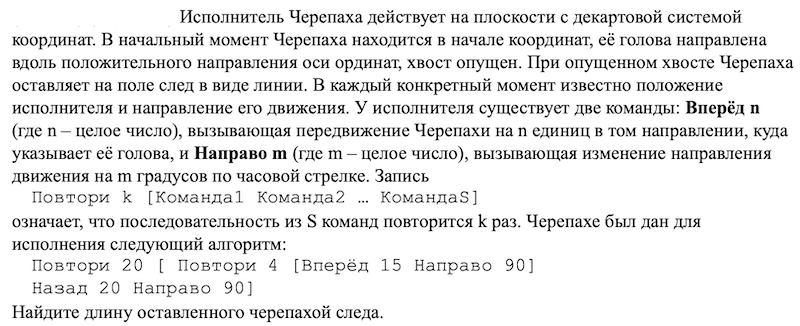 Исполнитель Черепаха действует на плоскости с декартовой системой
координат. В начальный момент Черепаха находится в начале координат, её голова направлена
вдоль положительного направления оси ординат, хвост опущен. При опущенном хвосте Черепаха
оставляет на поле след в виде линии. В каждый конкретный момент известно положение
исполнителя и направление его движения. У исполнителя существует две команды: Вперёд n
(где n – целое число), вызывающая передвижение Черепахи на n единиц в том направлении, куда
указывает её голова, и Направо m (где m – целое число), вызывающая изменение направления
движения на m градусов по часовой стрелке. Запись
Повтори k [Команда1 Команда2 … КомандаS]
означает, что последовательность из S команд повторится k раз. Черепахе был дан для
исполнения следующий алгоритм:
Повтори 20 [ Повтори 4 [Вперёд 15 Направо 90]
Назад 20 Направо 90]
Найдите длину оставленного черепахой следа.